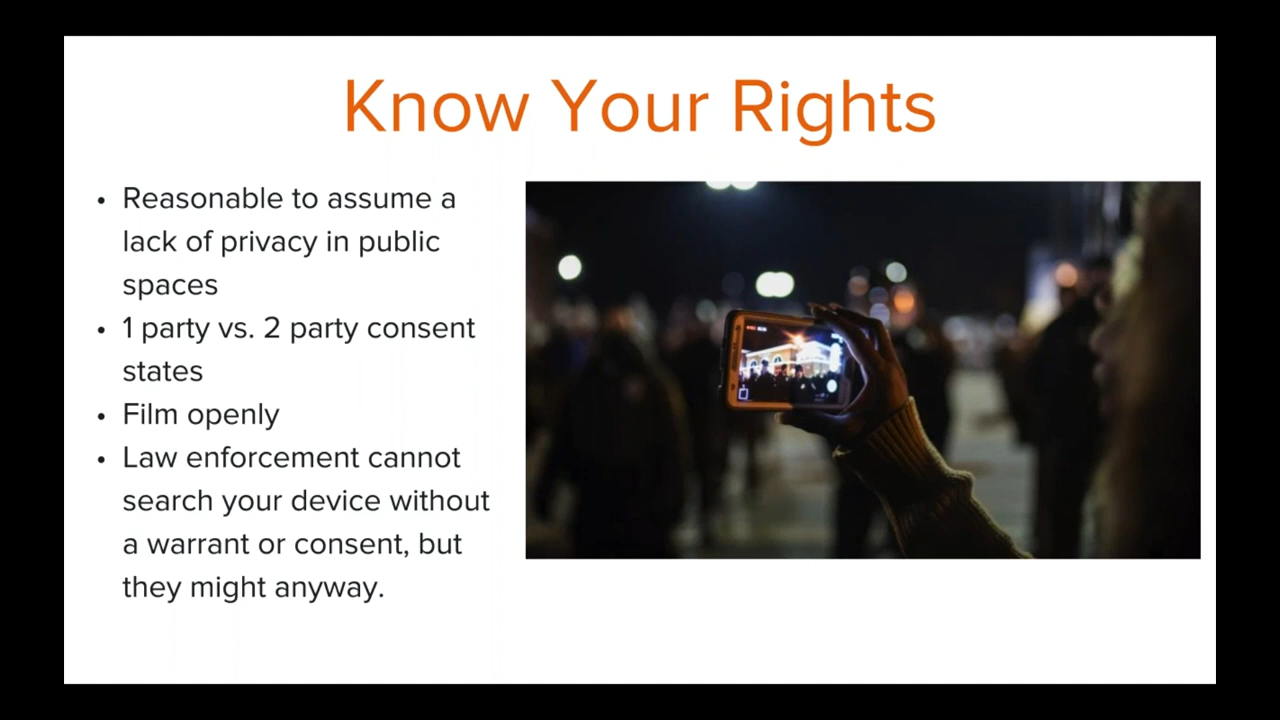 Know Your Rights
• Reasonable to assume a
lack of privacy in public
spaces
• 1 party vs. 2 party consent
states
• Film openly
• Law enforcement cannot
search your device without
a warrant or consent, but
they might anyway.